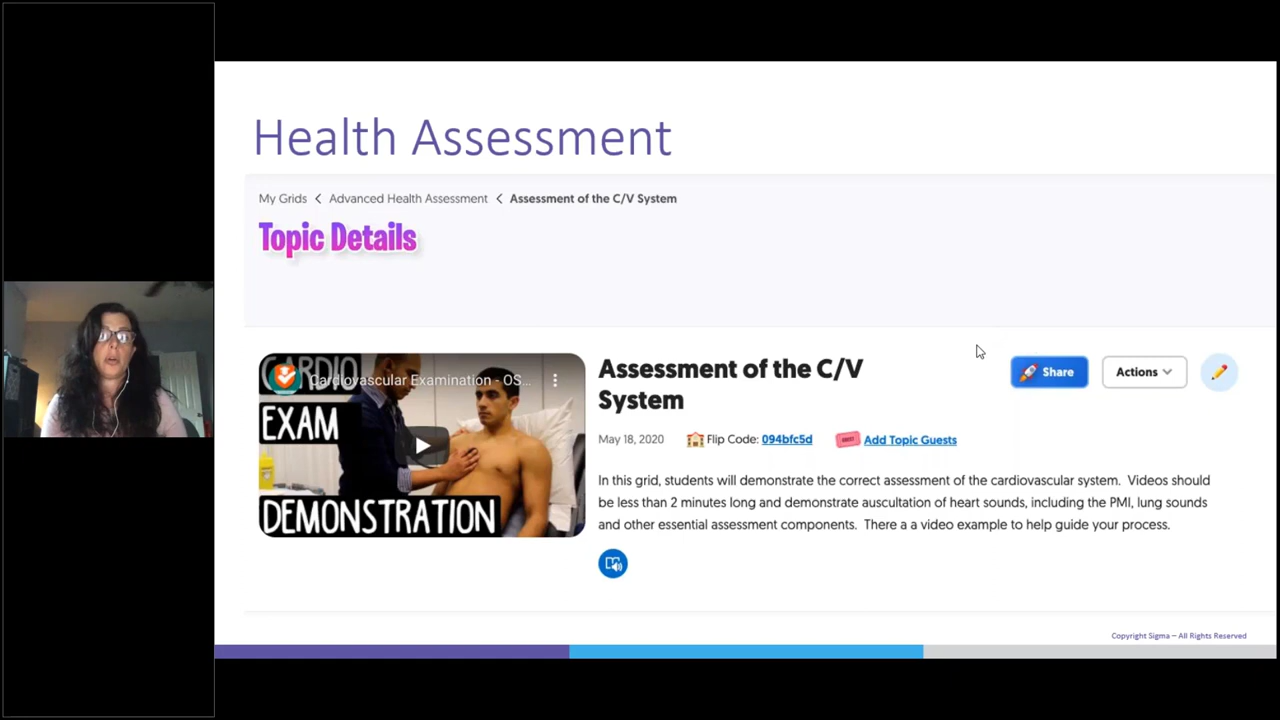 Health Assessment
My Grids < Advanced Health Assessment < Assessment of the C/V System
Topic Details
CARDIO
Cardiovascular Examination - OS...
EXAM
DEMONSTRATION
Assessment of the C/V
System
Share
Actions
May 18, 2020 Flip Code: 094bfc5d Add Topic Guests
In this grid, students will demonstrate the correct assessment of the cardiovascular system. Videos should
be less than 2 minutes long and demonstrate auscultation of heart sounds, including the PMI, lung sounds
and other essential assessment components. There a a video example to help guide your process.
Copyright Sigma – All Rights Reserved